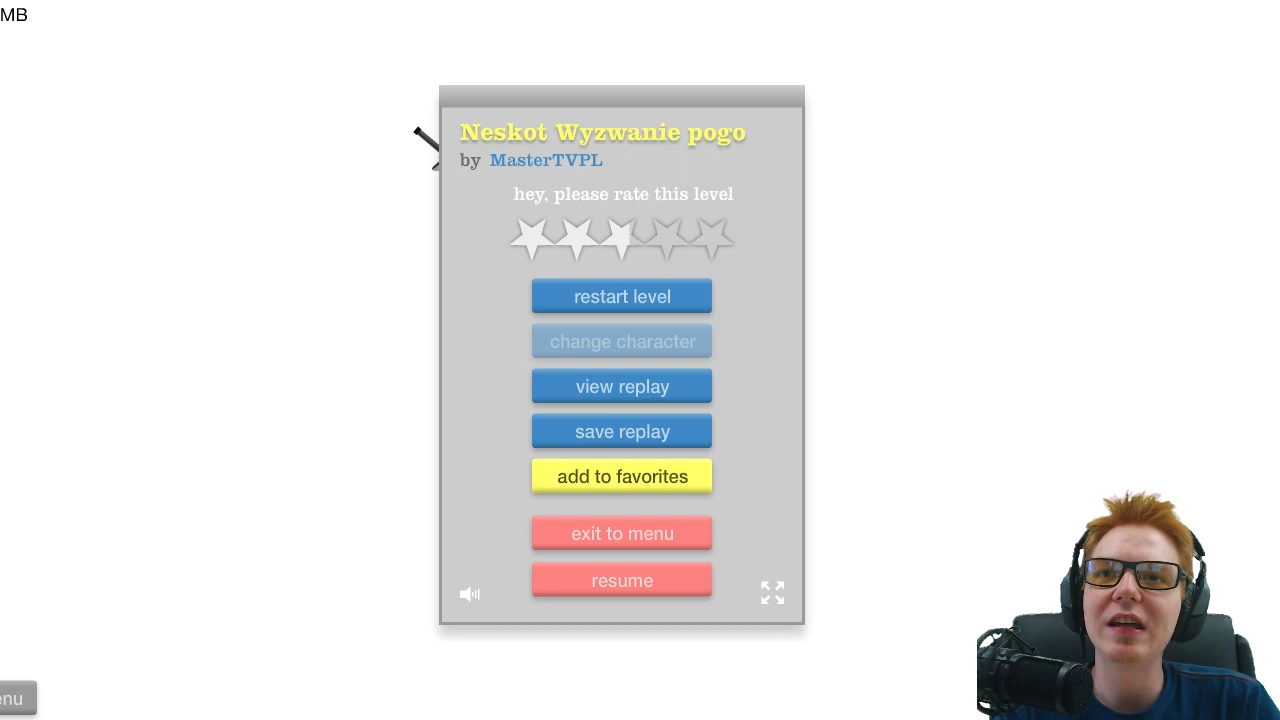 MB
Neskot Wyzwanie pogo
by MasterTVPL
hey, please rate this level
restart level
change character
view replay
save replay
add to favorites
exit to menu
resume
enu